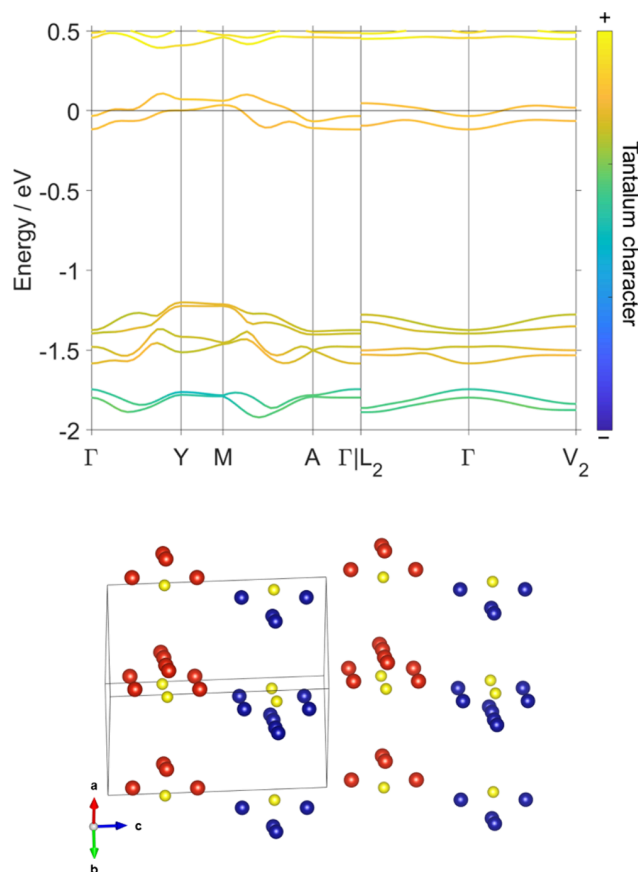 +
0.5
0
-0.5
-1
-1.5
-2
Energy / eV
Γ Y M A Γ|L₂ Γ V₂
Tantalum character
−
a
c
b